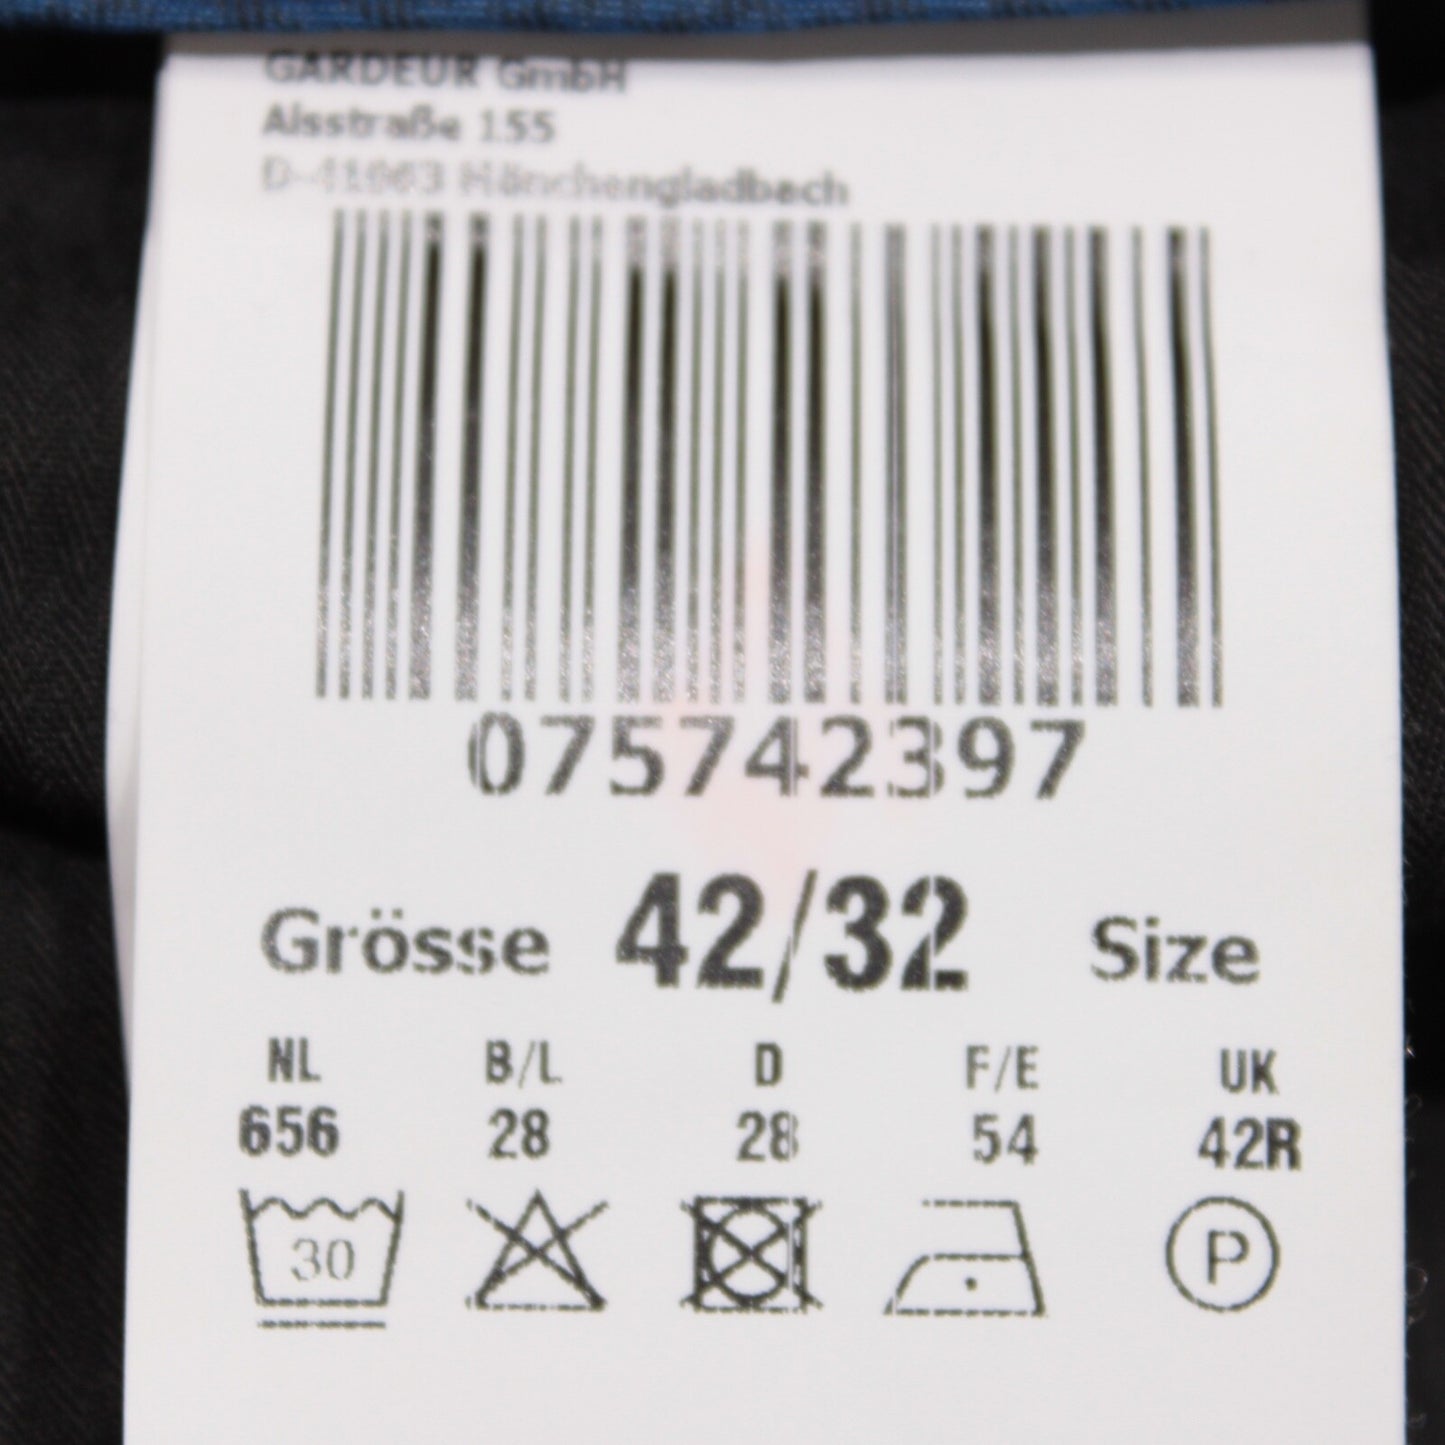 GARDEUR GmbH
Alsstraße 155
D-41063 Mönchengladbach
075742397
Grösse 42/32 Size
NL B/L D F/E UK
656 28 28 54 42R
30 P